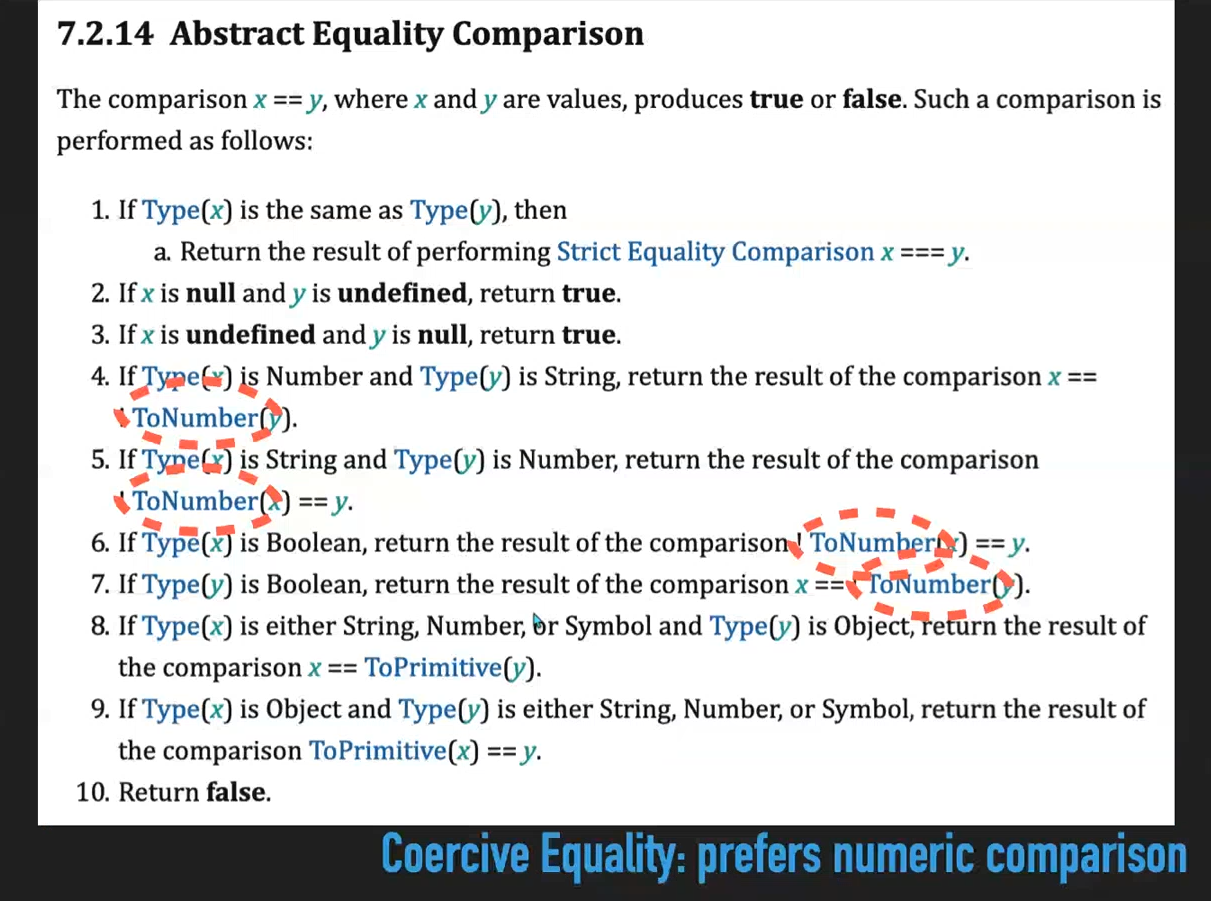 7.2.14 Abstract Equality Comparison
The comparison x == y, where x and y are values, produces true or false. Such a comparison is
performed as follows:
1. If Type(x) is the same as Type(y), then
a. Return the result of performing Strict Equality Comparison x === y.
2. If x is null and y is undefined, return true.
3. If x is undefined and y is null, return true.
4. If Type(x) is Number and Type(y) is String, return the result of the comparison x ==
! ToNumber(y).
5. If Type(x) is String and Type(y) is Number, return the result of the comparison
! ToNumber(x) == y.
6. If Type(x) is Boolean, return the result of the comparison ! ToNumber(x) == y.
7. If Type(y) is Boolean, return the result of the comparison x == ! ToNumber(y).
8. If Type(x) is either String, Number, or Symbol and Type(y) is Object, return the result of
the comparison x == ToPrimitive(y).
9. If Type(x) is Object and Type(y) is either String, Number, or Symbol, return the result of
the comparison ToPrimitive(x) == y.
10. Return false.
Coercive Equality: prefers numeric comparison